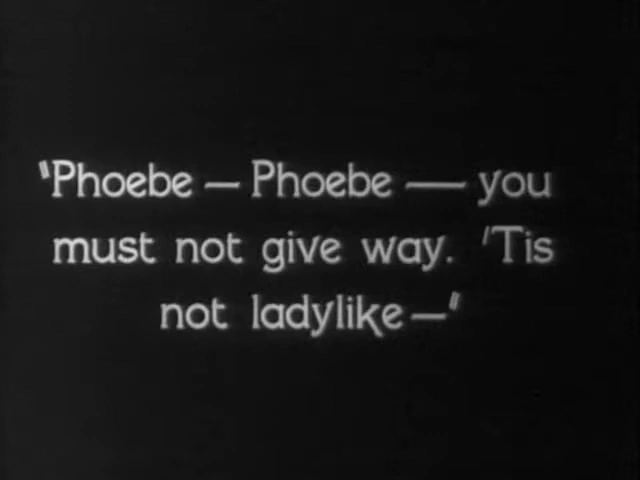 "Phoebe — Phoebe — you
must not give way. 'Tis
not ladylike—"